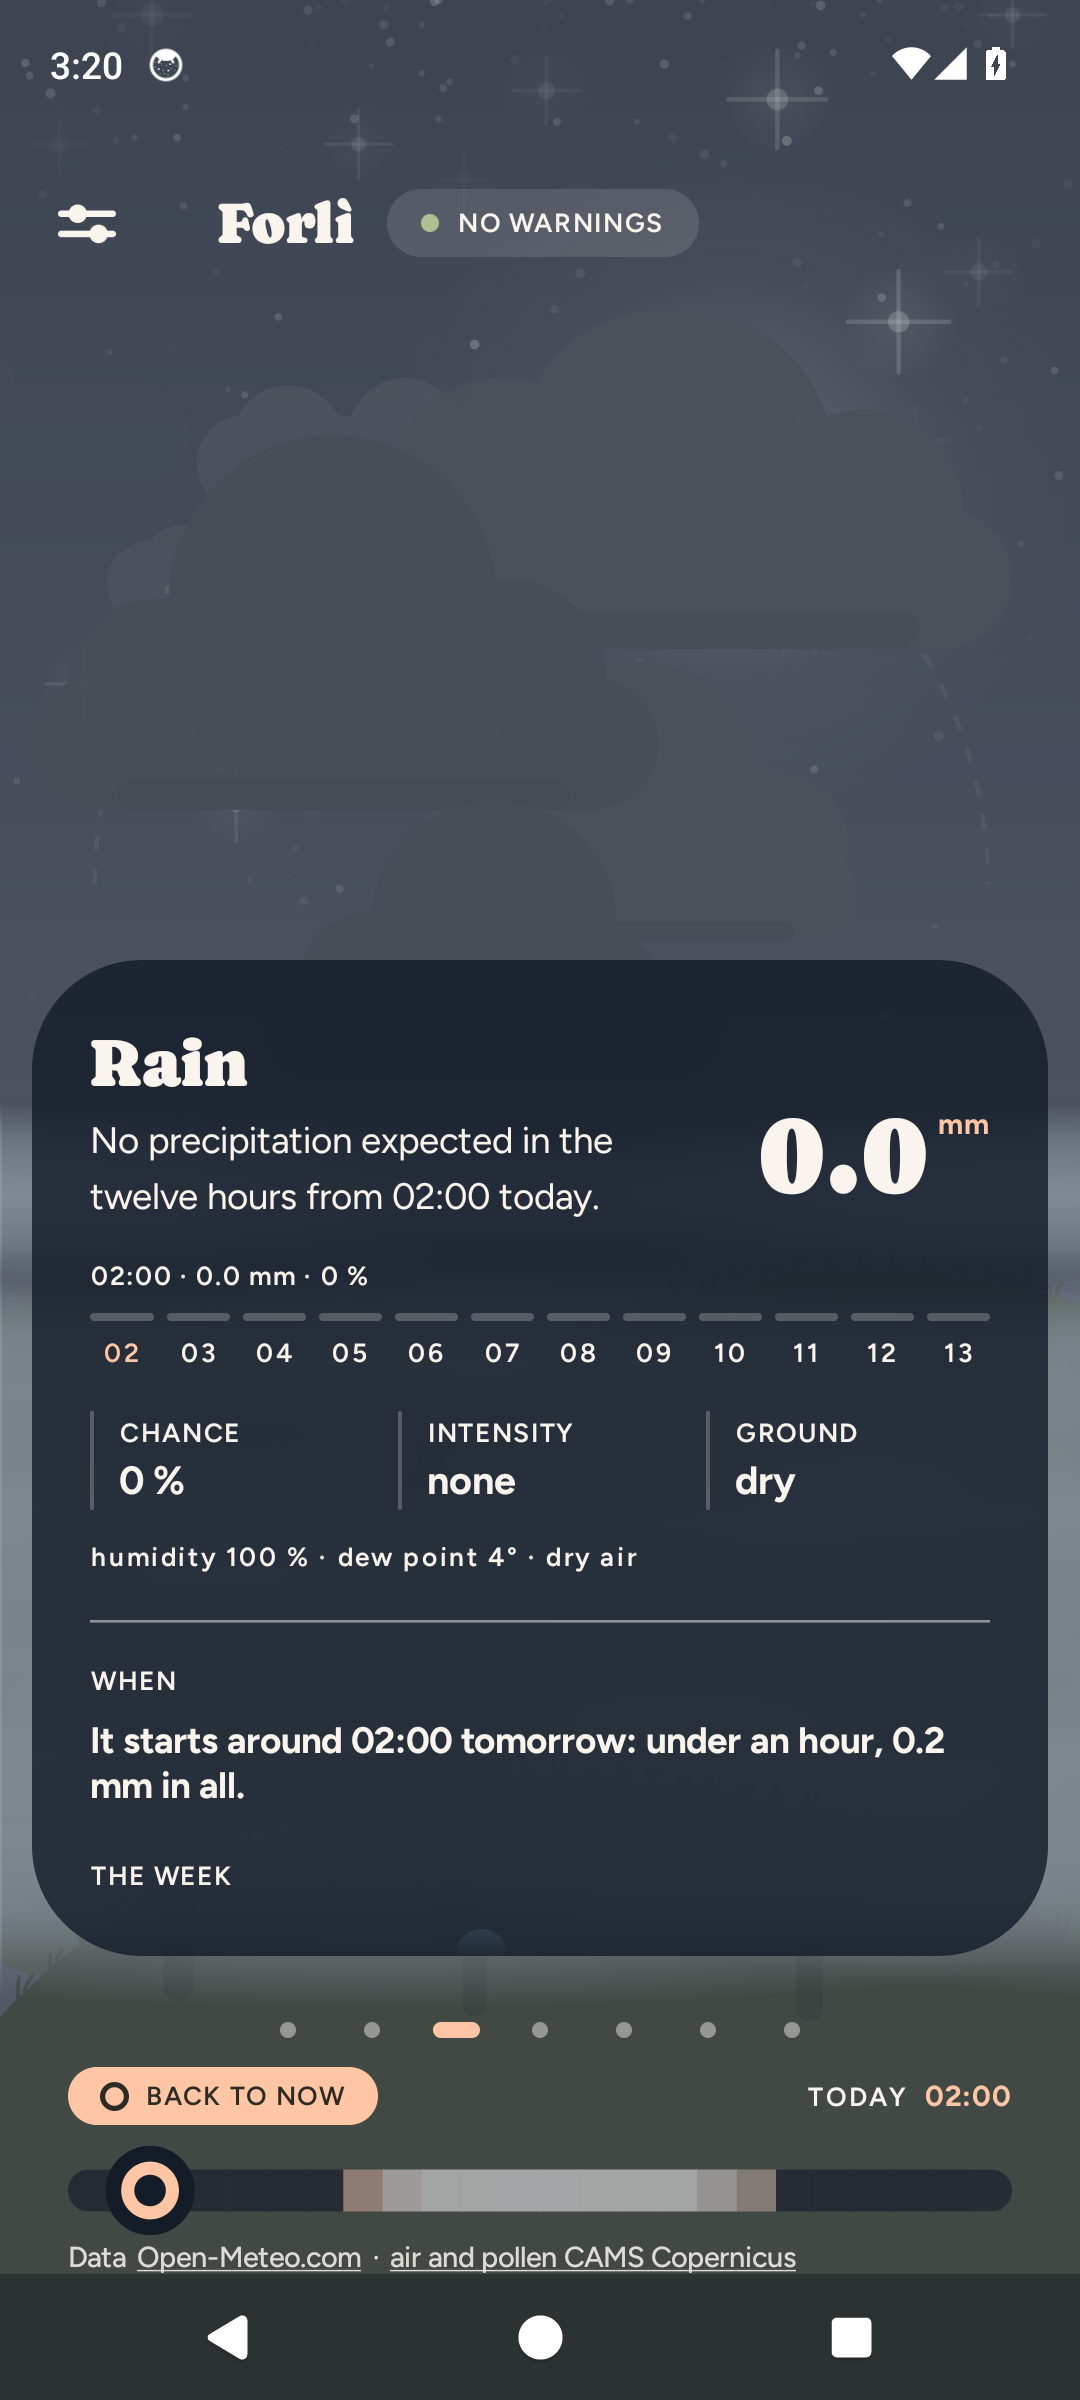 3:20
Forlì
NO WARNINGS
Rain
No precipitation expected in the
twelve hours from 02:00 today.
0.0 mm
02:00 · 0.0 mm · 0 %
02 03 04 05 06 07 08 09 10 11 12 13
CHANCE
0 %
INTENSITY
none
GROUND
dry
humidity 100 % · dew point 4° · dry air
WHEN
It starts around 02:00 tomorrow: under an hour, 0.2
mm in all.
THE WEEK
BACK TO NOW
TODAY 02:00
Data Open-Meteo.com · air and pollen CAMS Copernicus